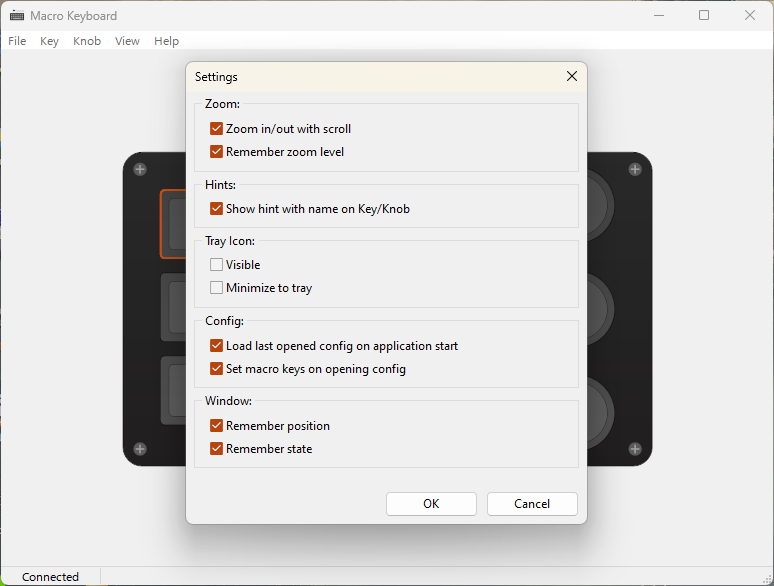 Macro Keyboard
File Key Knob View Help
Settings
Zoom:
Zoom in/out with scroll
Remember zoom level
Hints:
Show hint with name on Key/Knob
Tray Icon:
Visible
Minimize to tray
Config:
Load last opened config on application start
Set macro keys on opening config
Window:
Remember position
Remember state
OK Cancel
Connected